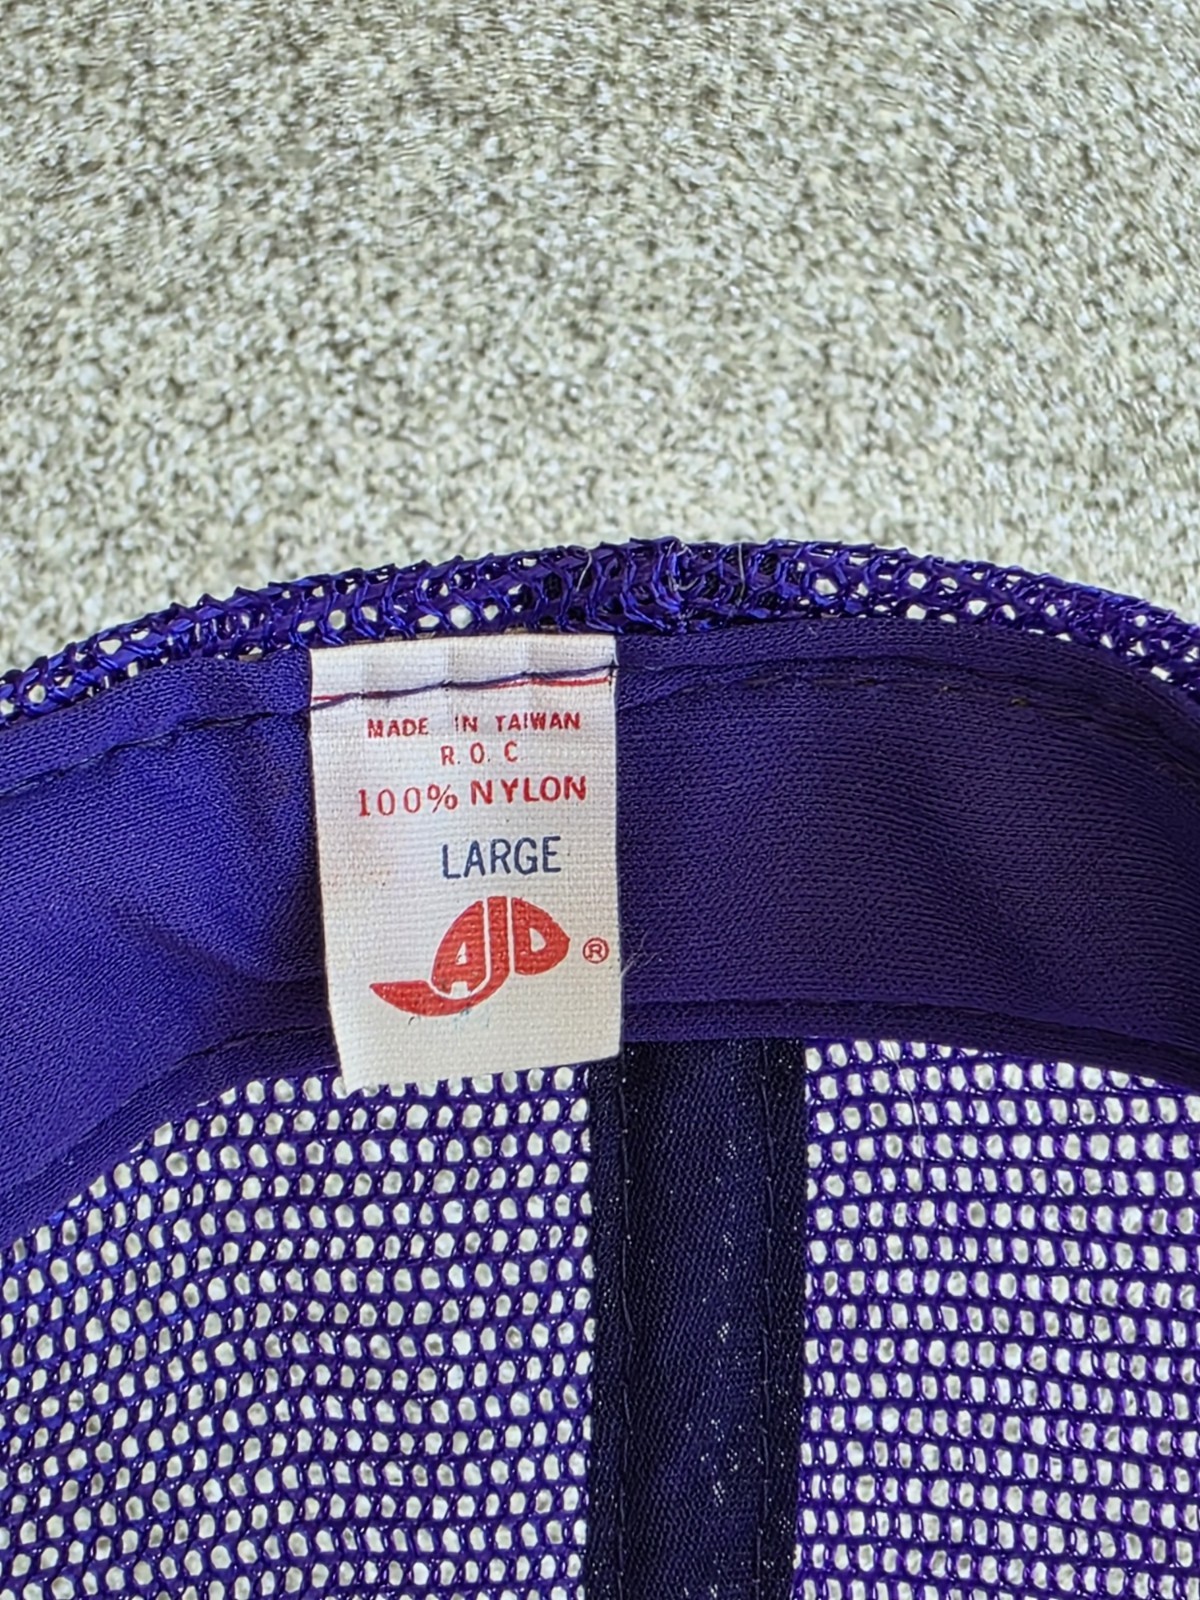 MADE IN TAIWAN
R. O. C
100% NYLON
LARGE
AJD ®